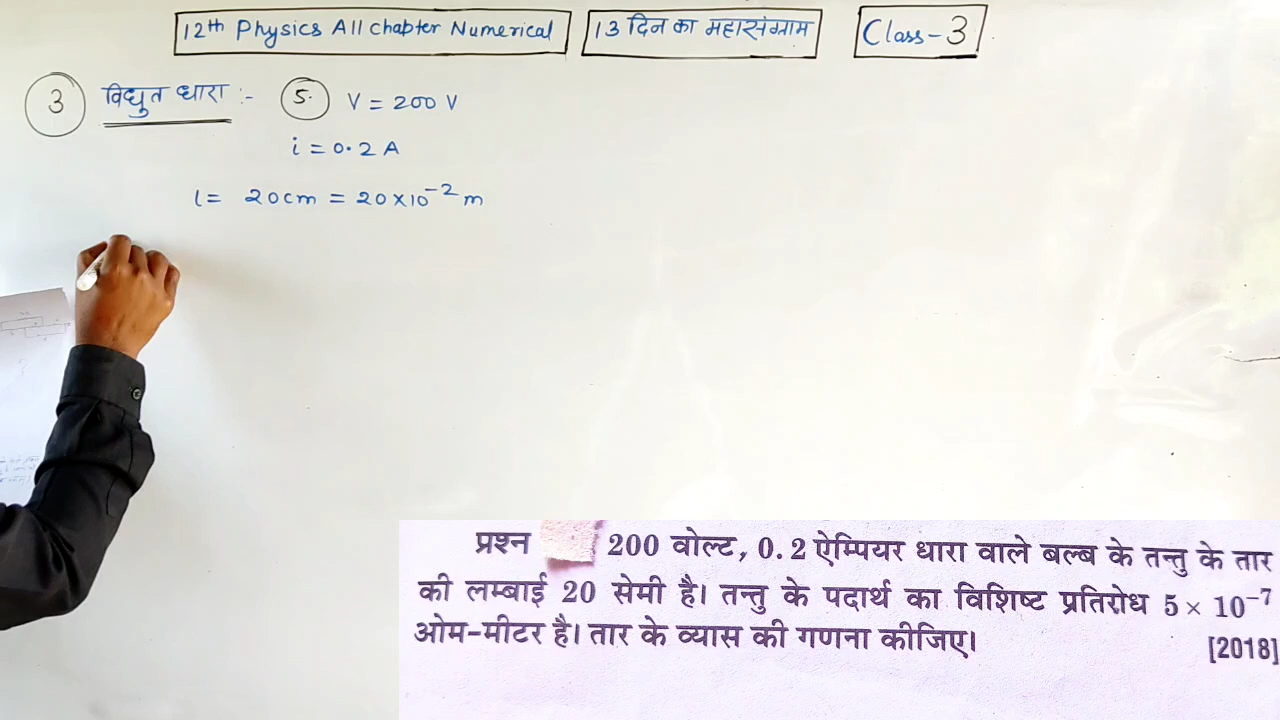 12th Physics All chapter Numerical
13 दिन का महासंग्राम
Class-3
3 विद्युत धारा :- 5. V = 200 V
i = 0.2 A
l = 20cm = 20×10⁻² m
प्रश्न 200 वोल्ट, 0.2 ऐम्पियर धारा वाले बल्ब के तन्तु के तार
की लम्बाई 20 सेमी है। तन्तु के पदार्थ का विशिष्ट प्रतिरोध 5 × 10⁻⁷
ओम-मीटर है। तार के व्यास की गणना कीजिए।
[2018]